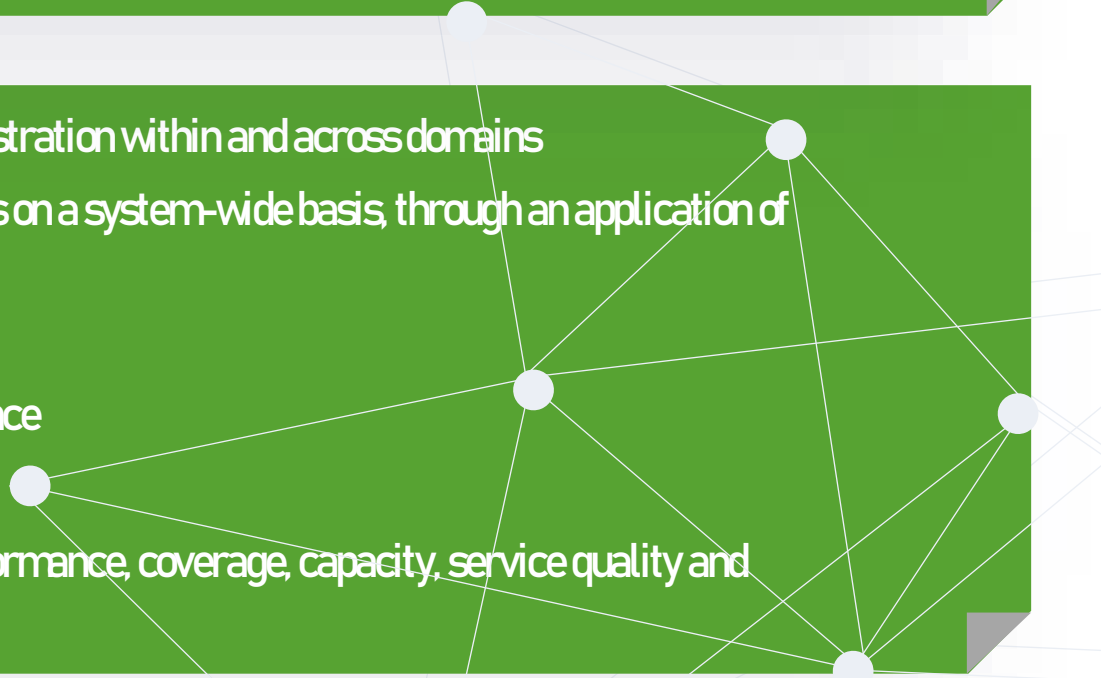 stration within and across domains
s on a system-wide basis, through an application of
nce
ormance, coverage, capacity, service quality and